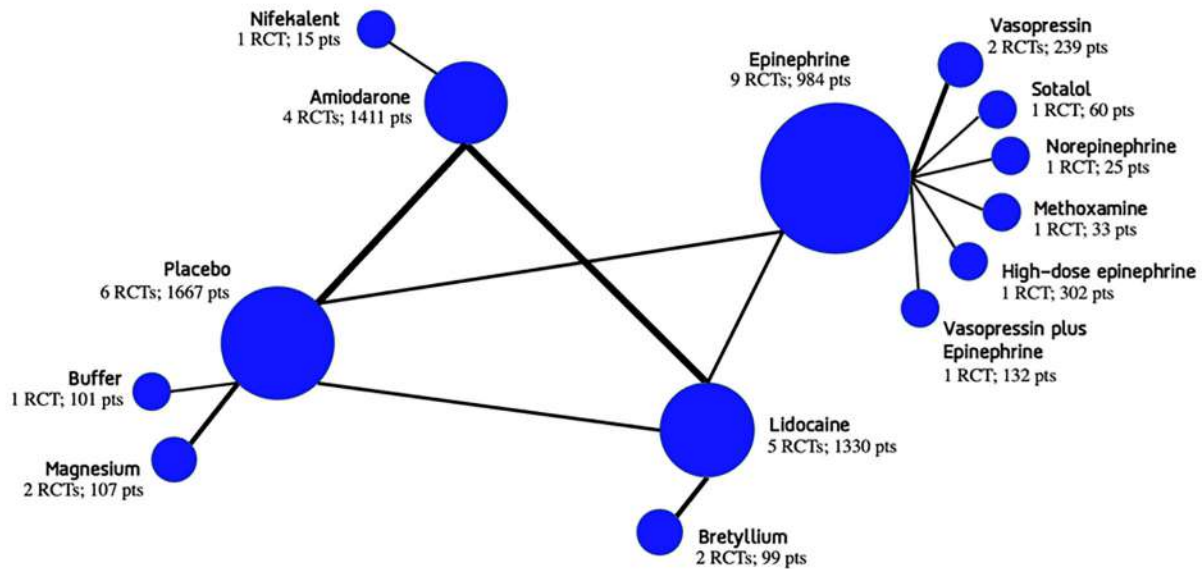 Nifekalent
1 RCT; 15 pts
Amiodarone
4 RCTs; 1411 pts
Epinephrine
9 RCTs; 984 pts
Vasopressin
2 RCTs; 239 pts
Sotalol
1 RCT; 60 pts
Norepinephrine
1 RCT; 25 pts
Methoxamine
1 RCT; 33 pts
High-dose epinephrine
1 RCT; 302 pts
Vasopressin plus
Epinephrine
1 RCT; 132 pts
Placebo
6 RCTs; 1667 pts
Buffer
1 RCT; 101 pts
Magnesium
2 RCTs; 107 pts
Lidocaine
5 RCTs; 1330 pts
Bretyllium
2 RCTs; 99 pts